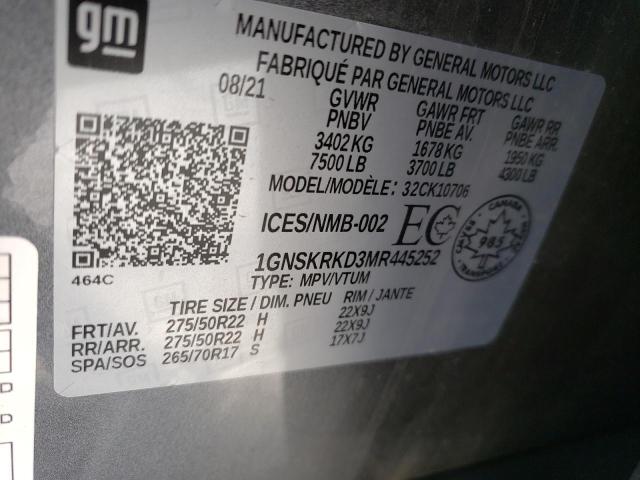 gm
MANUFACTURED BY GENERAL MOTORS LLC
FABRIQUÉ PAR GENERAL MOTORS LLC
08/21 GVWR GAWR FRT GAWR RR
PNBV PNBE AV. PNBE ARR.
3402 KG 1678 KG 1950 KG
7500 LB 3700 LB 4300 LB
MODEL/MODÈLE: 32CK10706
ICES/NMB-002 EC
CANADA
985
1GNSKRKD3MR445252
464C
TYPE: MPV/VTUM
TIRE SIZE / DIM. PNEU RIM / JANTE
FRT/AV. 275/50R22 H 22X9J
RR/ARR. 275/50R22 H 22X9J
SPA/SOS 265/70R17 S 17X7J
D
D